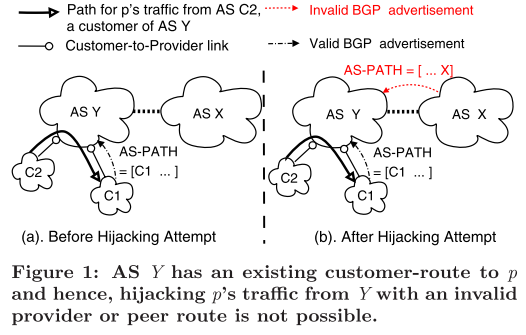 Path for p's traffic from AS C2,
a customer of AS Y
Invalid BGP advertisement
Customer-to-Provider link
Valid BGP advertisement
AS-PATH = [ ... X]
AS Y
AS X
AS-PATH
= [C1 ... ]
C2
C1
AS Y
AS X
AS-PATH
= [C1 ... ]
C2
C1
(a). Before Hijacking Attempt
(b). After Hijacking Attempt
Figure 1: AS Y has an existing customer-route to p
and hence, hijacking p's traffic from Y with an invalid
provider or peer route is not possible.